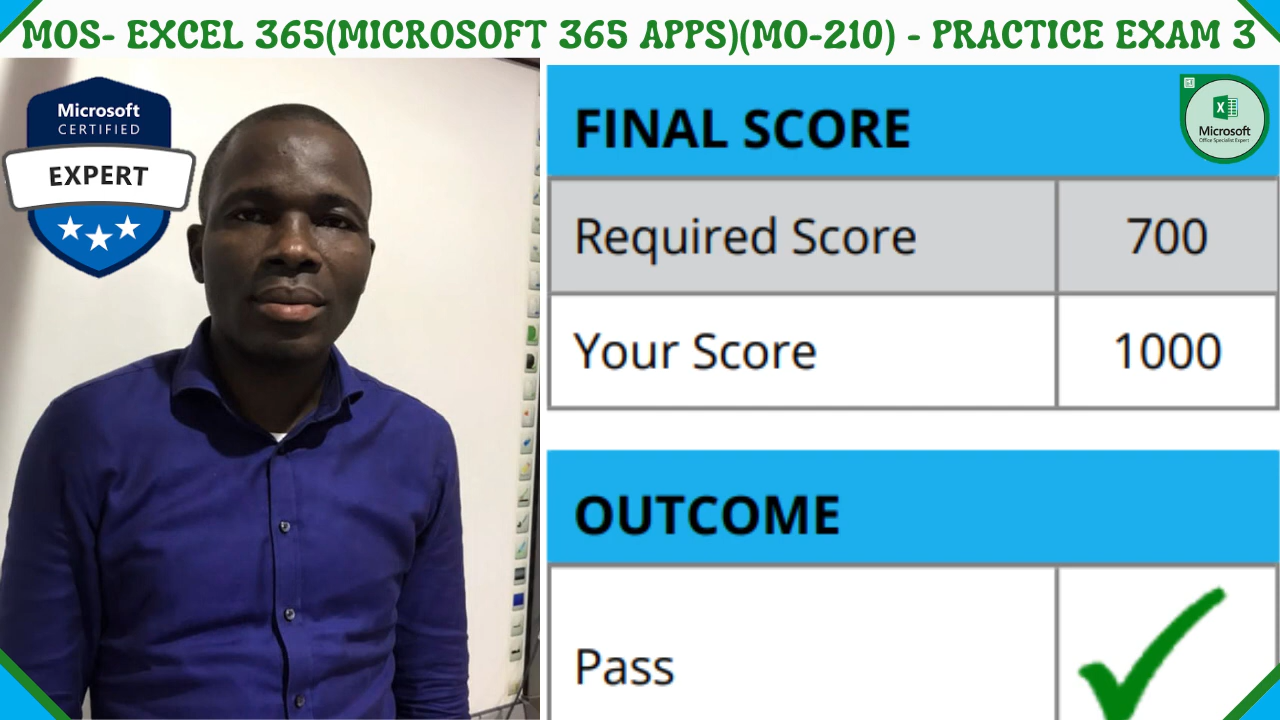 MOS- EXCEL 365(MICROSOFT 365 APPS)(MO-210) - PRACTICE EXAM 3
Microsoft
CERTIFIED
EXPERT
FINAL SCORE
X
Microsoft
Office Specialist Expert
Required Score
700
Your Score
1000
OUTCOME
Pass